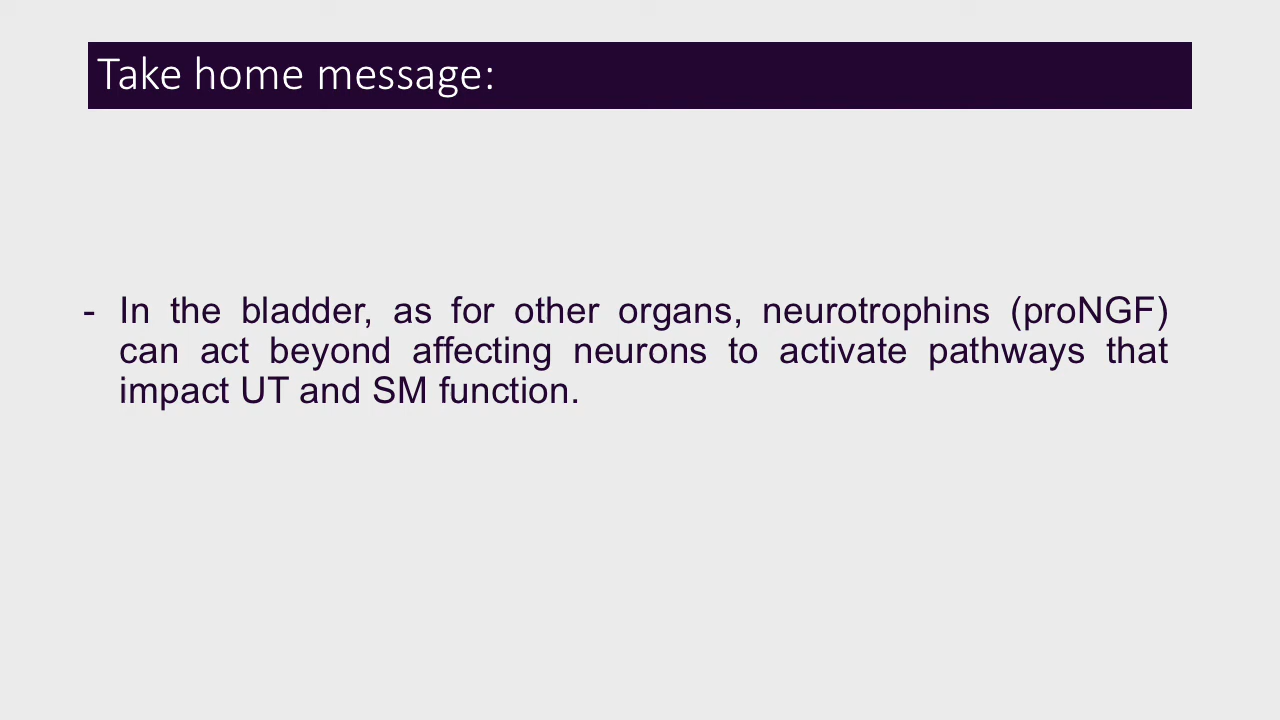 Take home message:
- In the bladder, as for other organs, neurotrophins (proNGF)
can act beyond affecting neurons to activate pathways that
impact UT and SM function.